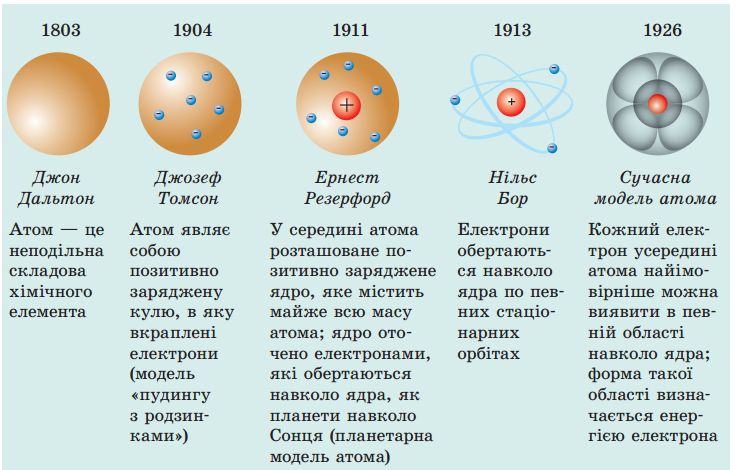 1803
Джон
Дальтон
Атом — це
неподільна
складова
хімічного
елемента
1904
Джозеф
Томсон
Атом являє
собою
позитивно
заряджену
кулю, в яку
вкраплені
електрони
(модель
«пудингу
з родзин-
ками»)
1911
+
Ернест
Резерфорд
У середині атома
розташоване по-
зитивно заряджене
ядро, яке містить
майже всю масу
атома; ядро ото-
чено електронами,
які обертаються
навколо ядра, як
планети навколо
Сонця (планетарна
модель атома)
1913
+
Нільс
Бор
Електрони
обертають-
ся навколо
ядра по пев-
них стаціо-
нарних
орбітах
1926
Сучасна
модель атома
Кожний елек-
трон усередині
атома найімо-
вірніше можна
виявити в пев-
ній області
навколо ядра;
форма такої
області визна-
чається енер-
гією електрона